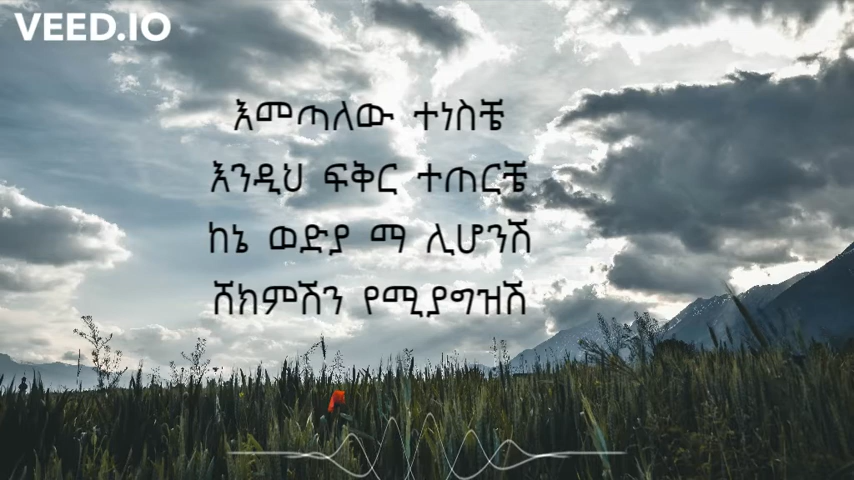 VEED.IO
እመጣለው ተነስቼ
እንዲህ ፍቅር ተጠርቼ
ከኔ ወድያ ማ ሊሆንሽ
ሸክምሽን የሚያግዝሽ